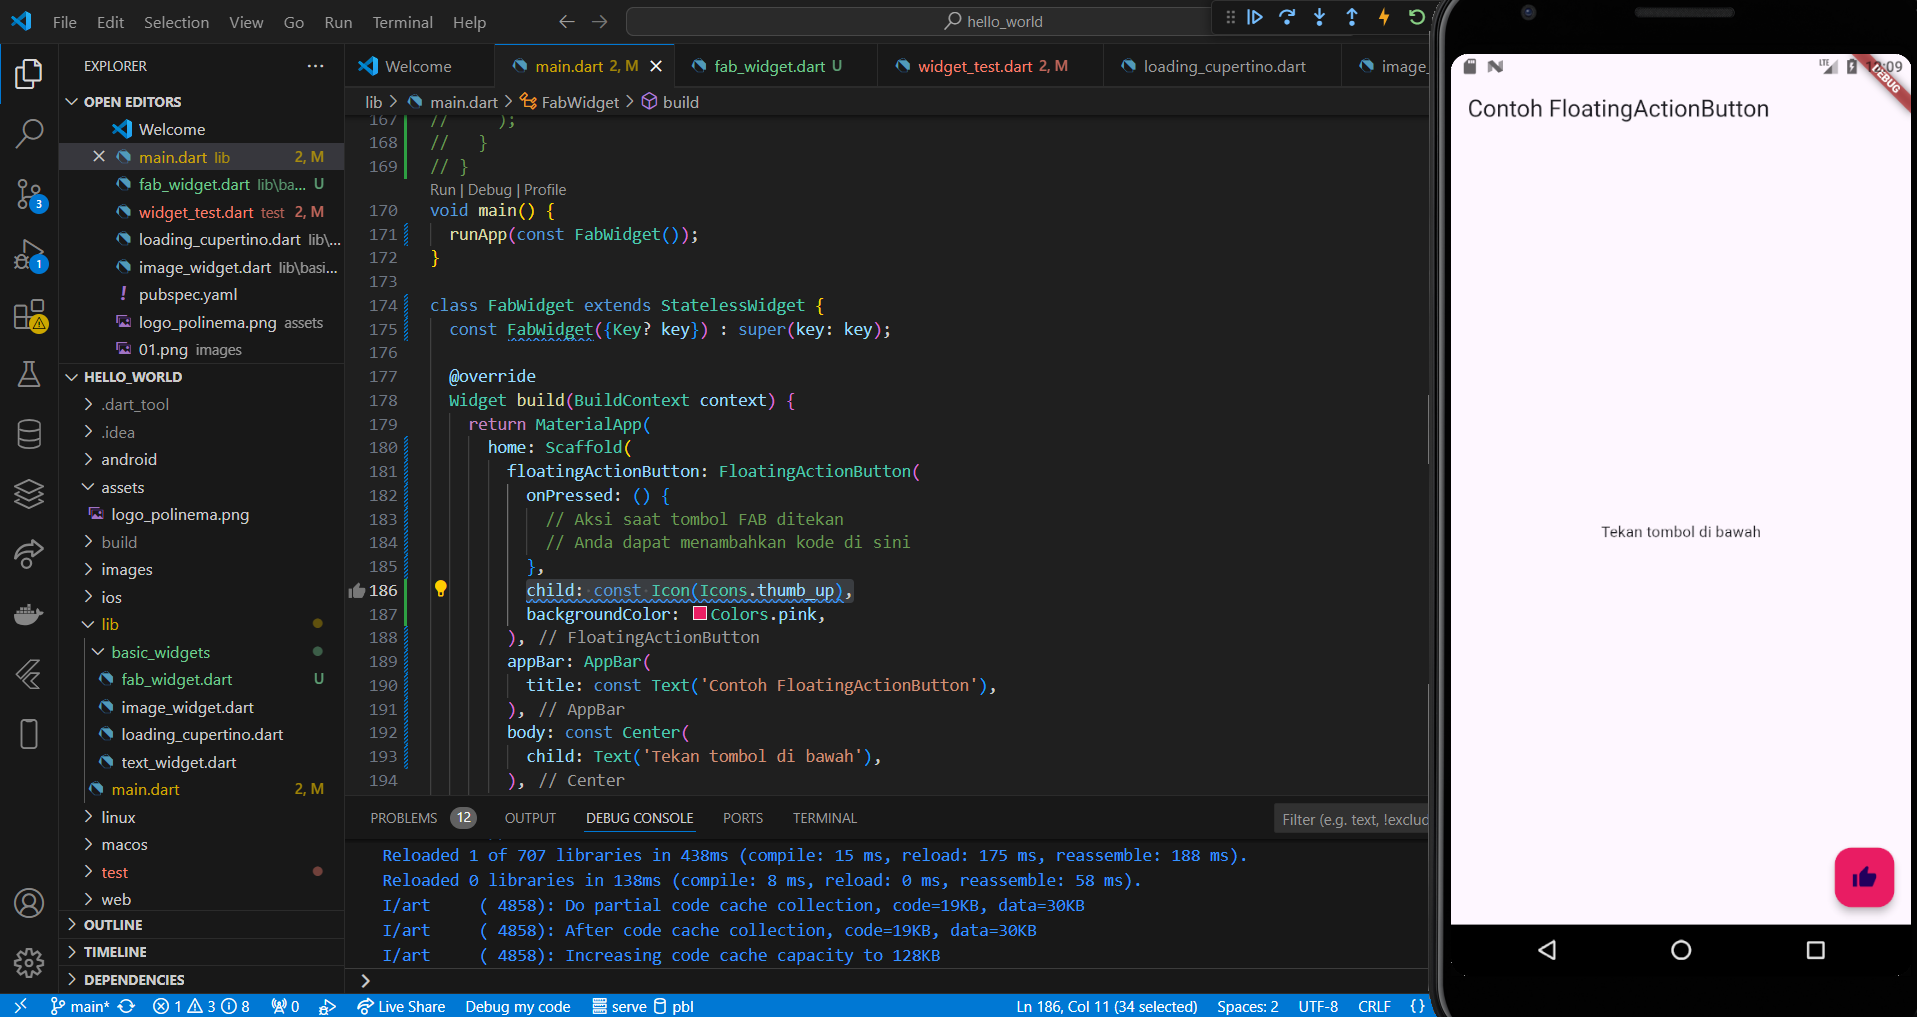 File Edit Selection View Go Run Terminal Help
hello_world
EXPLORER
OPEN EDITORS
Welcome
main.dart lib 2, M
fab_widget.dart lib\ba... U
widget_test.dart test 2, M
loading_cupertino.dart lib\...
image_widget.dart lib\basi...
! pubspec.yaml
logo_polinema.png assets
01.png images
HELLO_WORLD
.dart_tool
.idea
android
assets
logo_polinema.png
build
images
ios
lib
basic_widgets
fab_widget.dart U
image_widget.dart
loading_cupertino.dart
text_widget.dart
main.dart 2, M
linux
macos
test
web
OUTLINE
TIMELINE
DEPENDENCIES
3
1
Welcome
main.dart 2, M
fab_widget.dart U
widget_test.dart 2, M
loading_cupertino.dart
image_
lib > main.dart > FabWidget > build
167 // );
168 // }
169 // }
Run | Debug | Profile
170 void main() {
171 runApp(const FabWidget());
172 }
173
174 class FabWidget extends StatelessWidget {
175 const FabWidget({Key? key}) : super(key: key);
176
177 @override
178 Widget build(BuildContext context) {
179 return MaterialApp(
180 home: Scaffold(
181 floatingActionButton: FloatingActionButton(
182 onPressed: () {
183 // Aksi saat tombol FAB ditekan
184 // Anda dapat menambahkan kode di sini
185 },
186 child: const Icon(Icons.thumb_up),
187 backgroundColor: Colors.pink,
188 ), // FloatingActionButton
189 appBar: AppBar(
190 title: const Text('Contoh FloatingActionButton'),
191 ), // AppBar
192 body: const Center(
193 child: Text('Tekan tombol di bawah'),
194 ), // Center
PROBLEMS 12 OUTPUT DEBUG CONSOLE PORTS TERMINAL
Filter (e.g. text, !exclud
Reloaded 1 of 707 libraries in 438ms (compile: 15 ms, reload: 175 ms, reassemble: 188 ms).
Reloaded 0 libraries in 138ms (compile: 8 ms, reload: 0 ms, reassemble: 58 ms).
I/art ( 4858): Do partial code cache collection, code=19KB, data=30KB
I/art ( 4858): After code cache collection, code=19KB, data=30KB
I/art ( 4858): Increasing code cache capacity to 128KB
>
main* 1 3 8 0 Live Share Debug my code serve pbl
Ln 186, Col 11 (34 selected) Spaces: 2 UTF-8 CRLF {}
LTE 12:09
DEBUG
Contoh FloatingActionButton
Tekan tombol di bawah